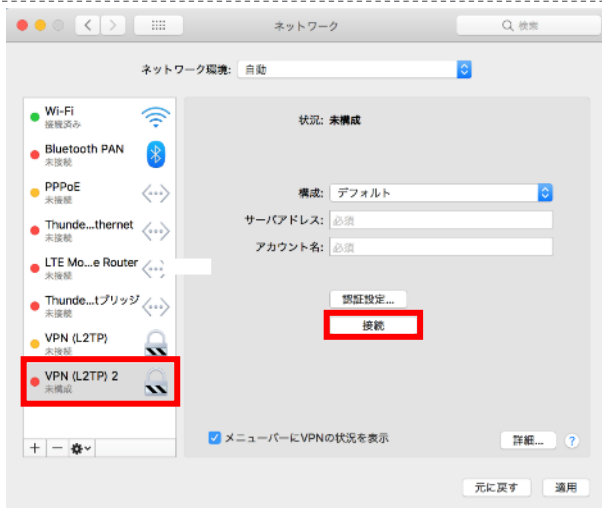 ネットワーク
検索
ネットワーク環境: 自動
Wi-Fi
接続済み
Bluetooth PAN
未接続
PPPoE
未接続
Thunde...thernet
未接続
LTE Mo...e Router
未接続
Thunde...tブリッジ
未接続
VPN (L2TP)
未接続
VPN (L2TP) 2
未構成
状況: 未構成
構成: デフォルト
サーバアドレス: 必須
アカウント名: 必須
認証設定...
接続
メニューバーにVPNの状況を表示
詳細...
?
元に戻す
適用